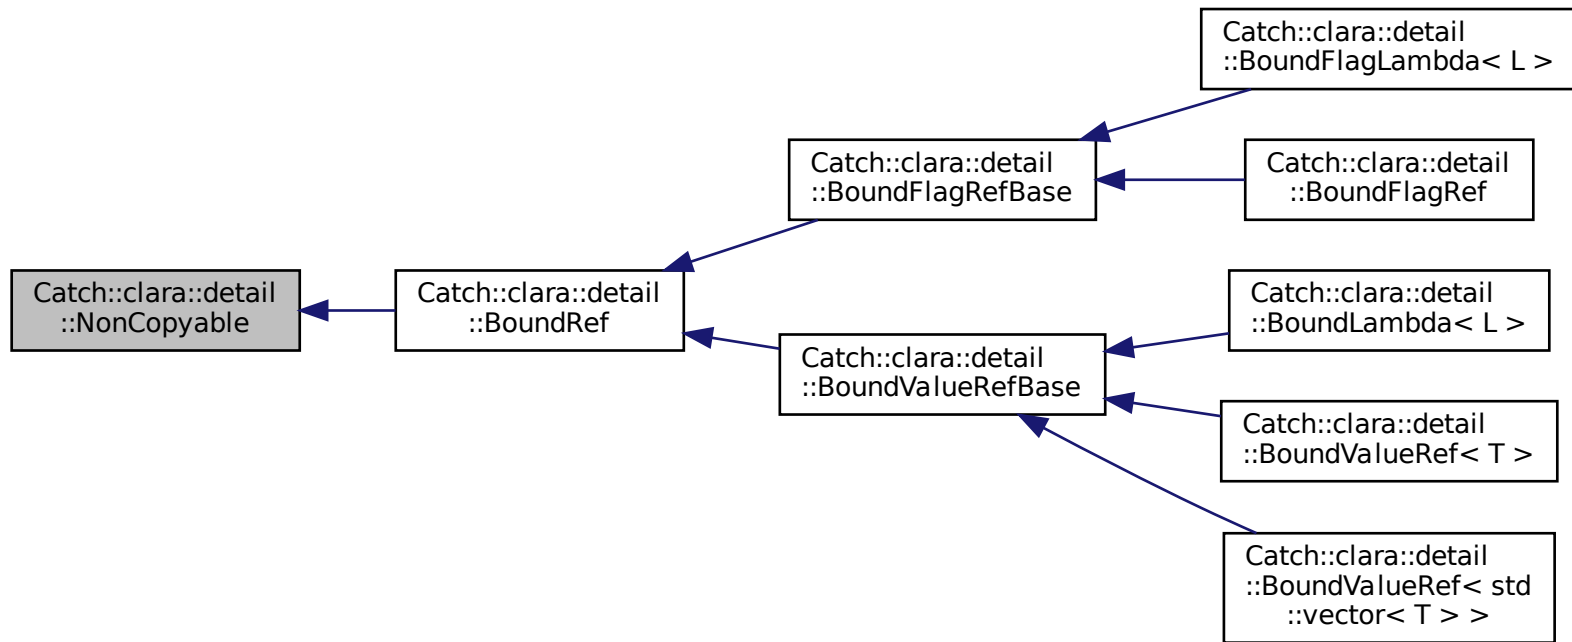 Catch::clara::detail
::BoundFlagLambda< L >
Catch::clara::detail
::BoundFlagRefBase
Catch::clara::detail
::BoundFlagRef
Catch::clara::detail
::NonCopyable
Catch::clara::detail
::BoundRef
Catch::clara::detail
::BoundLambda< L >
Catch::clara::detail
::BoundValueRefBase
Catch::clara::detail
::BoundValueRef< T >
Catch::clara::detail
::BoundValueRef< std
::vector< T > >